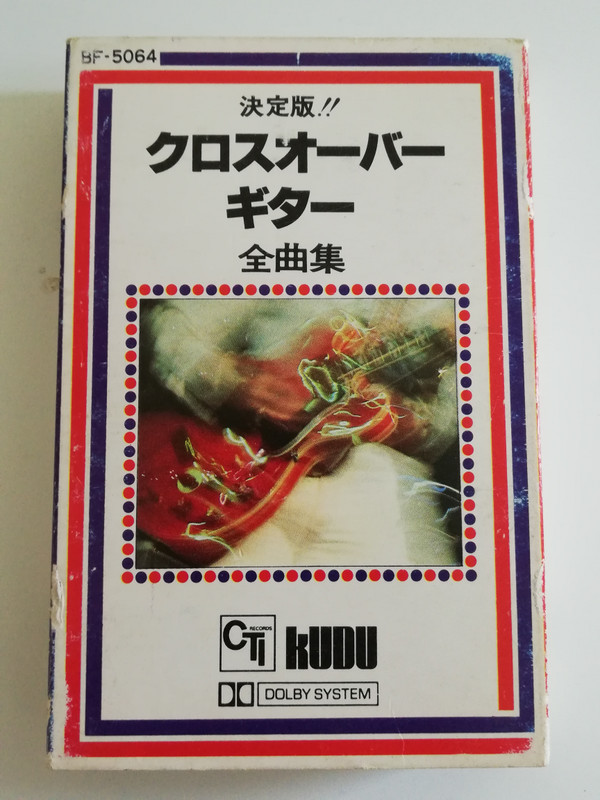 BF-5064
決定版!!
クロスオーバー
ギター
全曲集
CTI RECORDS
kUDU
DOLBY SYSTEM